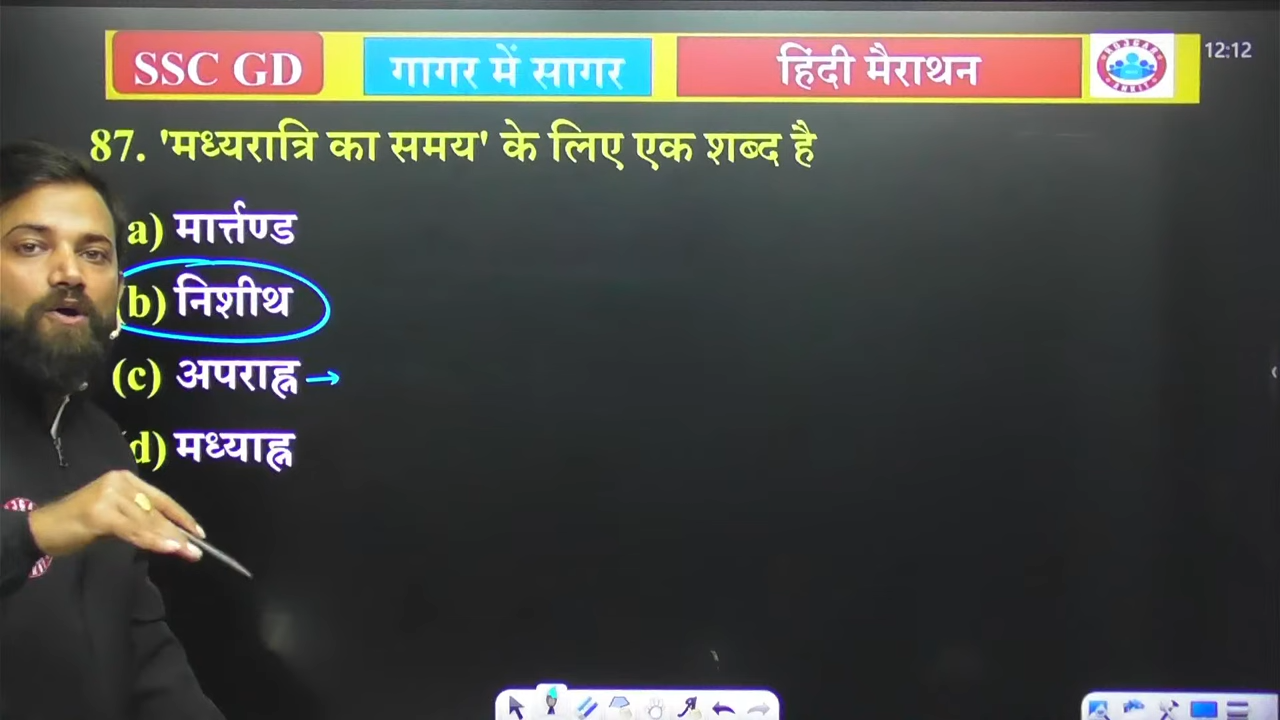 SSC GD गागर में सागर हिंदी मैराथन 12:12
87. 'मध्यरात्रि का समय' के लिए एक शब्द है
a) मार्त्तण्ड
(b) निशीथ
(c) अपराह्न →
d) मध्याह्न